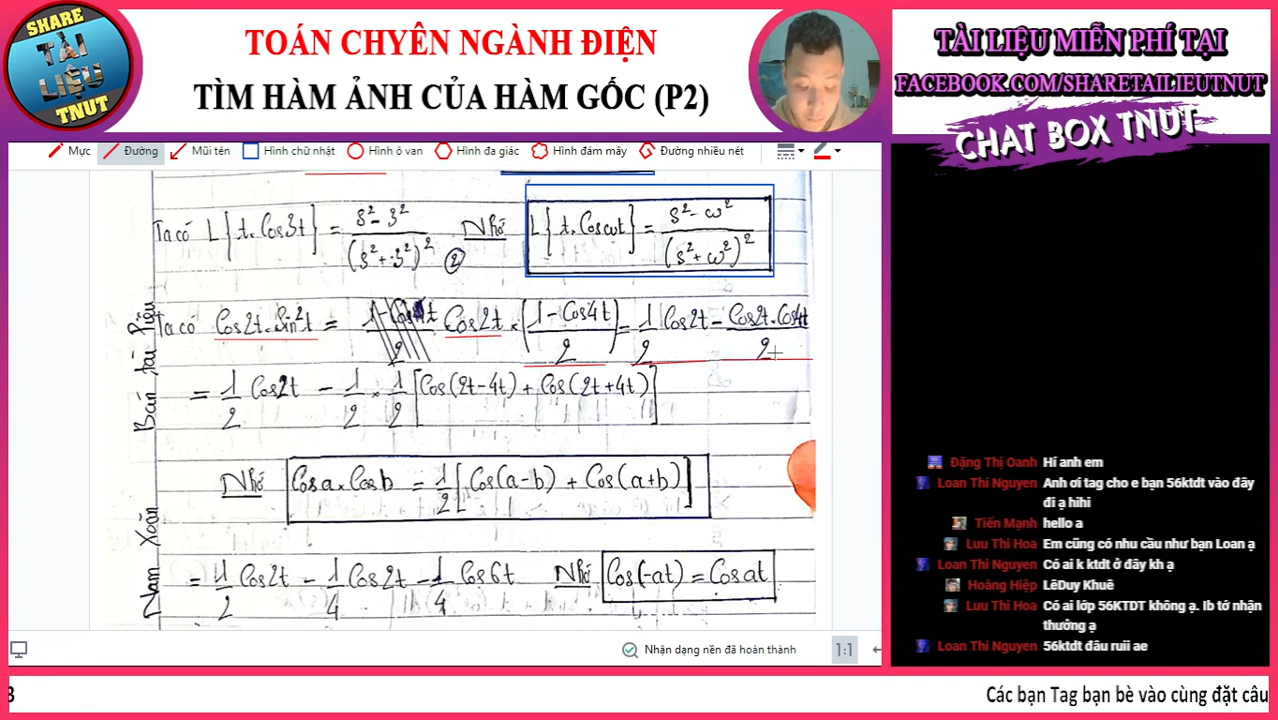 SHARE
TÀI
LIỆU
TNUT
TOÁN CHYÊN NGÀNH ĐIỆN
TÌM HÀM ẢNH CỦA HÀM GỐC (P2)
TÀI LIỆU MIỄN PHÍ TẠI
FACEBOOK.COM/SHARETAILIEUTNUT
CHAT BOX TNUT
Mực Đường Mũi tên Hình chữ nhật Hình ô van Hình đa giác Hình đám mây Đường nhiều nét
Ta có L{t.Cos3t} = (s² - 3²)/(s² + 3²)² ② Nhớ L{t.Cosωt} = (s² - ω²)/(s² + ω²)²
Ta có Cos2t.Sin²2t = Cos2t × (1 - Cos4t)/2 = 1/2 Cos2t - (Cos2t.Cos4t)/2
= 1/2 Cos2t - 1/2 × 1/2 [Cos(2t-4t) + Cos(2t+4t)]
Nhớ Cosa × Cosb = 1/2 [Cos(a-b) + Cos(a+b)]
= 1/2 Cos2t - 1/4 Cos2t - 1/4 Cos6t Nhớ Cos(-at) = Cosat
Nam Xoăn Bán tài liệu
Nhận dạng nền đã hoàn thành 1:1
Đặng Thị Oanh Hí anh em
Loan Thi Nguyen Anh ơi tag cho e bạn 56ktdt vào đây
đi ạ hihi
Tiến Mạnh hello a
Luu Thi Hoa Em cũng có nhu cầu như bạn Loan ạ
Loan Thi Nguyen Có ai k ktdt ở đây kh ạ
Hoàng Hiệp LêDuy Khuê
Luu Thi Hoa Có ai lớp 56KTDT không ạ. Ib tớ nhận
thưởng ạ
Loan Thi Nguyen 56ktdt đâu ruii ae
3 Các bạn Tag bạn bè vào cùng đặt câu